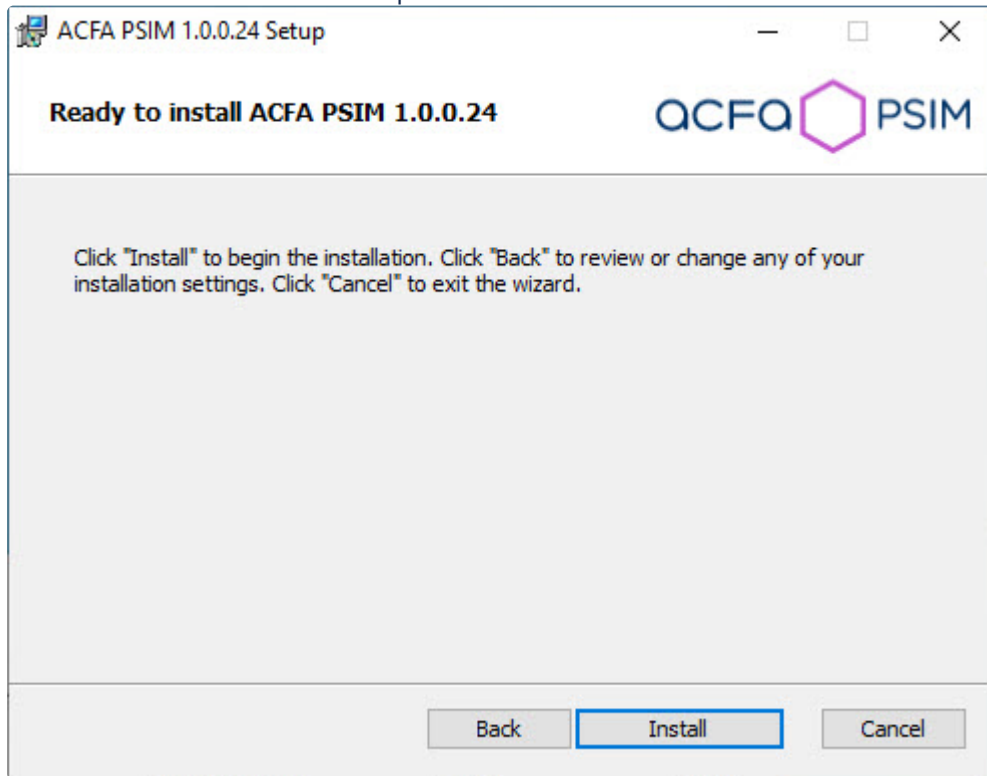 ACFA PSIM 1.0.0.24 Setup
Ready to install ACFA PSIM 1.0.0.24
acfa PSIM
Click "Install" to begin the installation. Click "Back" to review or change any of your
installation settings. Click "Cancel" to exit the wizard.
Back Install Cancel